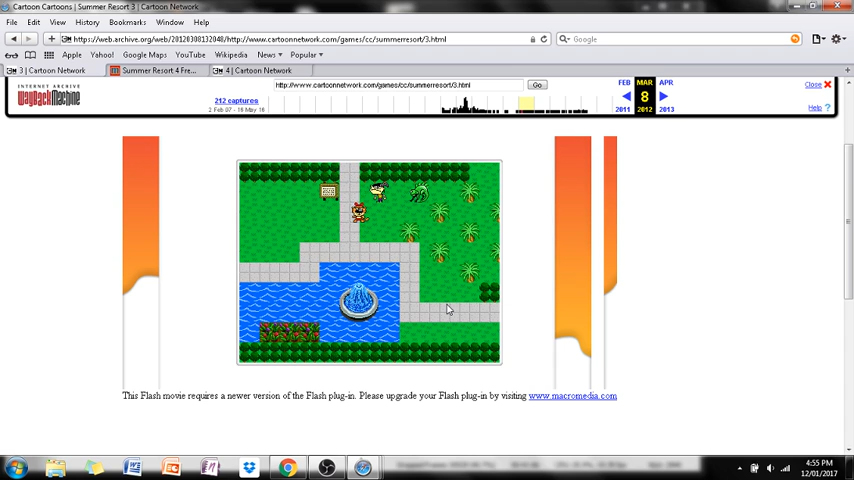 Cartoon Cartoons | Summer Resort 3 | Cartoon Network
File Edit View History Bookmarks Window Help
https://web.archive.org/web/20120308132048/http://www.cartoonnetwork.com/games/cc/summerresort/3.html
Google
Apple Yahoo! Google Maps YouTube Wikipedia News Popular
3 | Cartoon Network
Summer Resort 4 Fre...
4 | Cartoon Network
INTERNET ARCHIVE
WayBackMachine
http://www.cartoonnetwork.com/games/cc/summerresort/3.html
Go
212 captures
2 Feb 07 - 15 May 16
FEB MAR APR
8
2011 2012 2013
Close
Help
This Flash movie requires a newer version of the Flash plug-in. Please upgrade your Flash plug-in by visiting www.macromedia.com
4:55 PM
12/01/2017